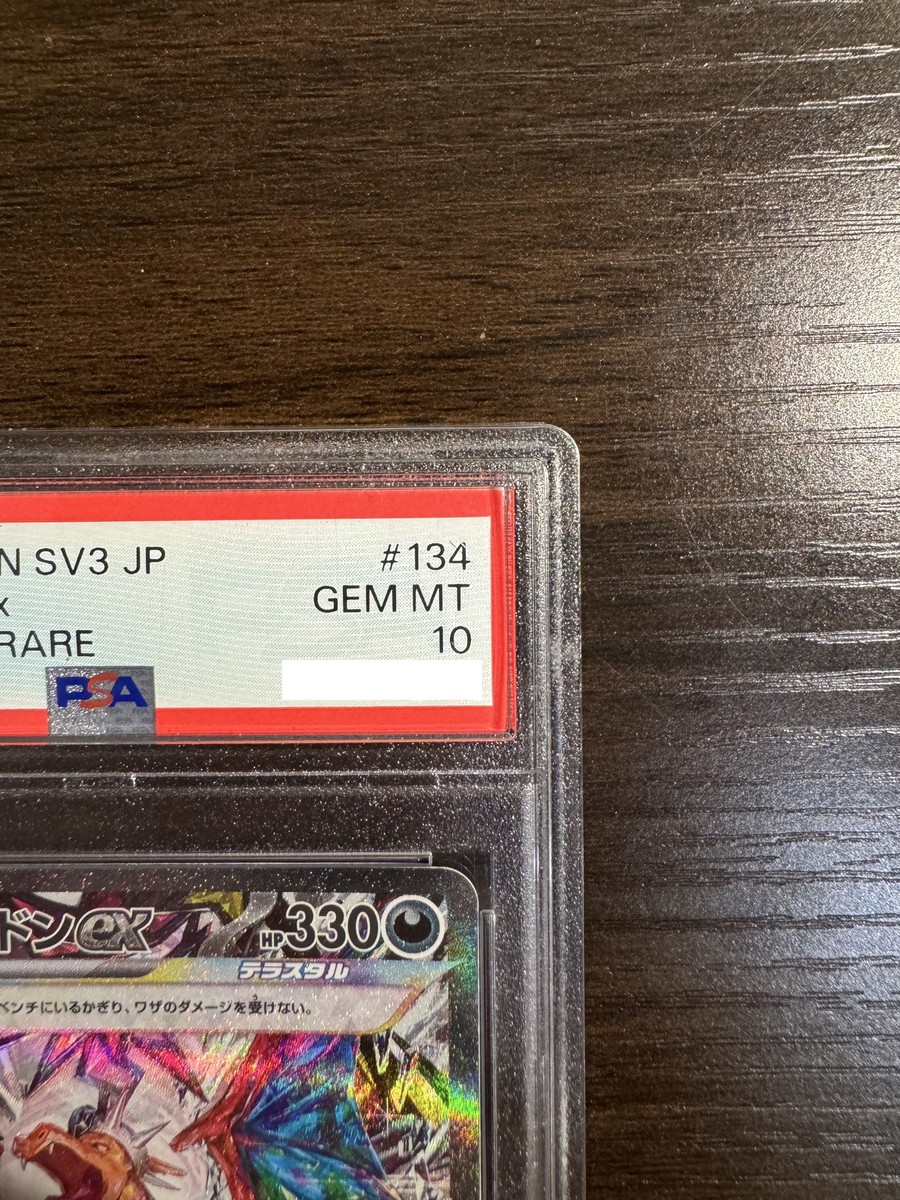 N SV3 JP #134
x GEM MT
RARE 10
PSA
ドンex HP330
テラスタル
ベンチにいるかぎり、ワザのダメージを受けない。